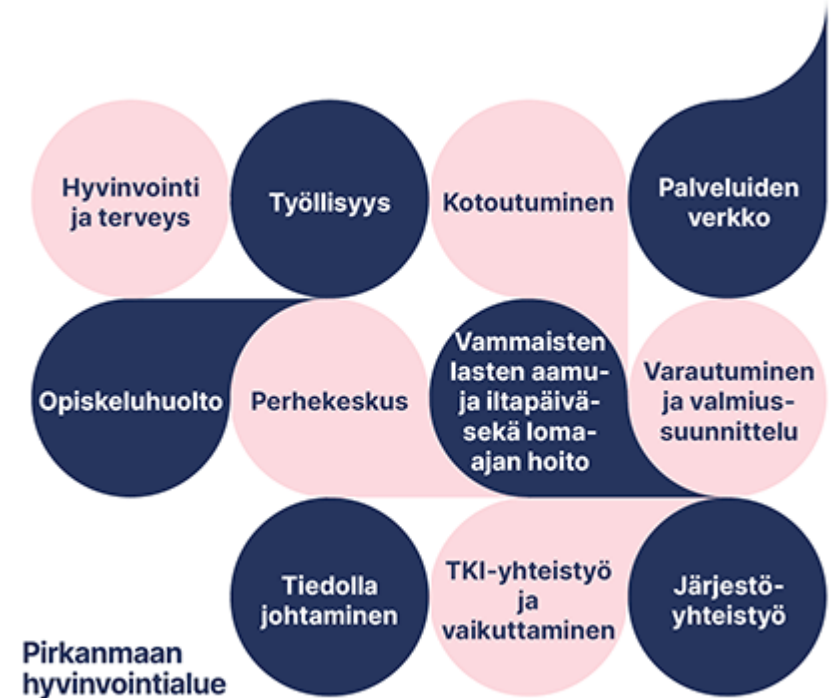 Hyvinvointi
ja terveys
Työllisyys
Kotoutuminen
Palveluiden
verkko
Opiskeluhuolto
Perhekeskus
Vammaisten
lasten aamu-
ja iltapäivä-
sekä loma-
ajan hoito
Varautuminen
ja valmius-
suunnittelu
Tiedolla
johtaminen
TKI-yhteistyö
ja
vaikuttaminen
Järjestö-
yhteistyö
Pirkanmaan
hyvinvointialue